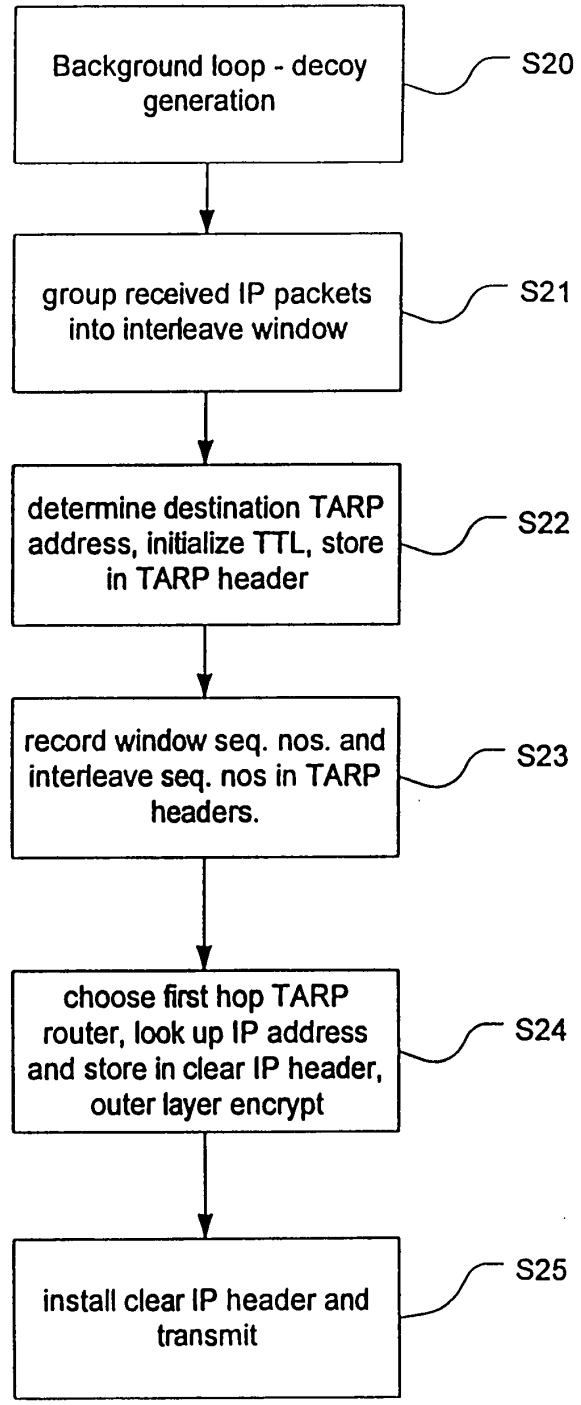 Background loop - decoy
generation
S20
group received IP packets
into interleave window
S21
determine destination TARP
address, initialize TTL, store
in TARP header
S22
record window seq. nos. and
interleave seq. nos in TARP
headers.
S23
choose first hop TARP
router, look up IP address
and store in clear IP header,
outer layer encrypt
S24
install clear IP header and
transmit
S25